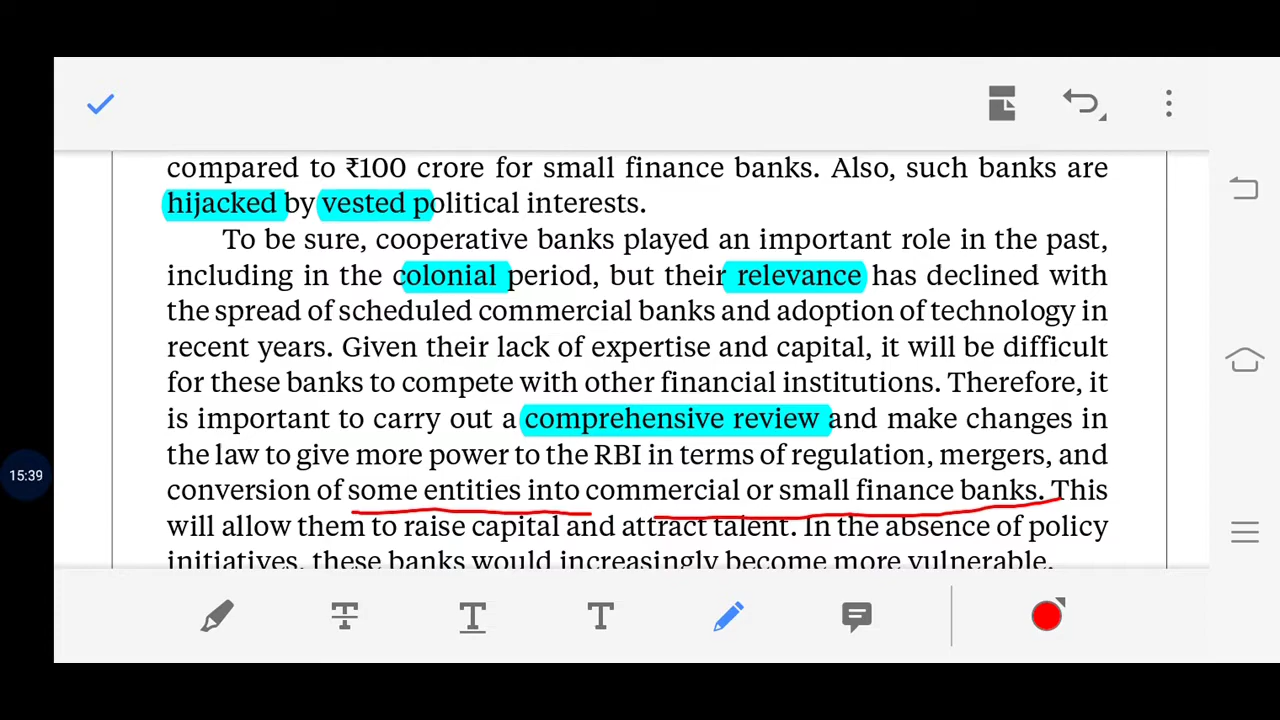 compared to ₹100 crore for small finance banks. Also, such banks are
hijacked by vested political interests.
To be sure, cooperative banks played an important role in the past,
including in the colonial period, but their relevance has declined with
the spread of scheduled commercial banks and adoption of technology in
recent years. Given their lack of expertise and capital, it will be difficult
for these banks to compete with other financial institutions. Therefore, it
is important to carry out a comprehensive review and make changes in
the law to give more power to the RBI in terms of regulation, mergers, and
15:39
conversion of some entities into commercial or small finance banks. This
will allow them to raise capital and attract talent. In the absence of policy
initiatives, these banks would increasingly become more vulnerable.
T T T